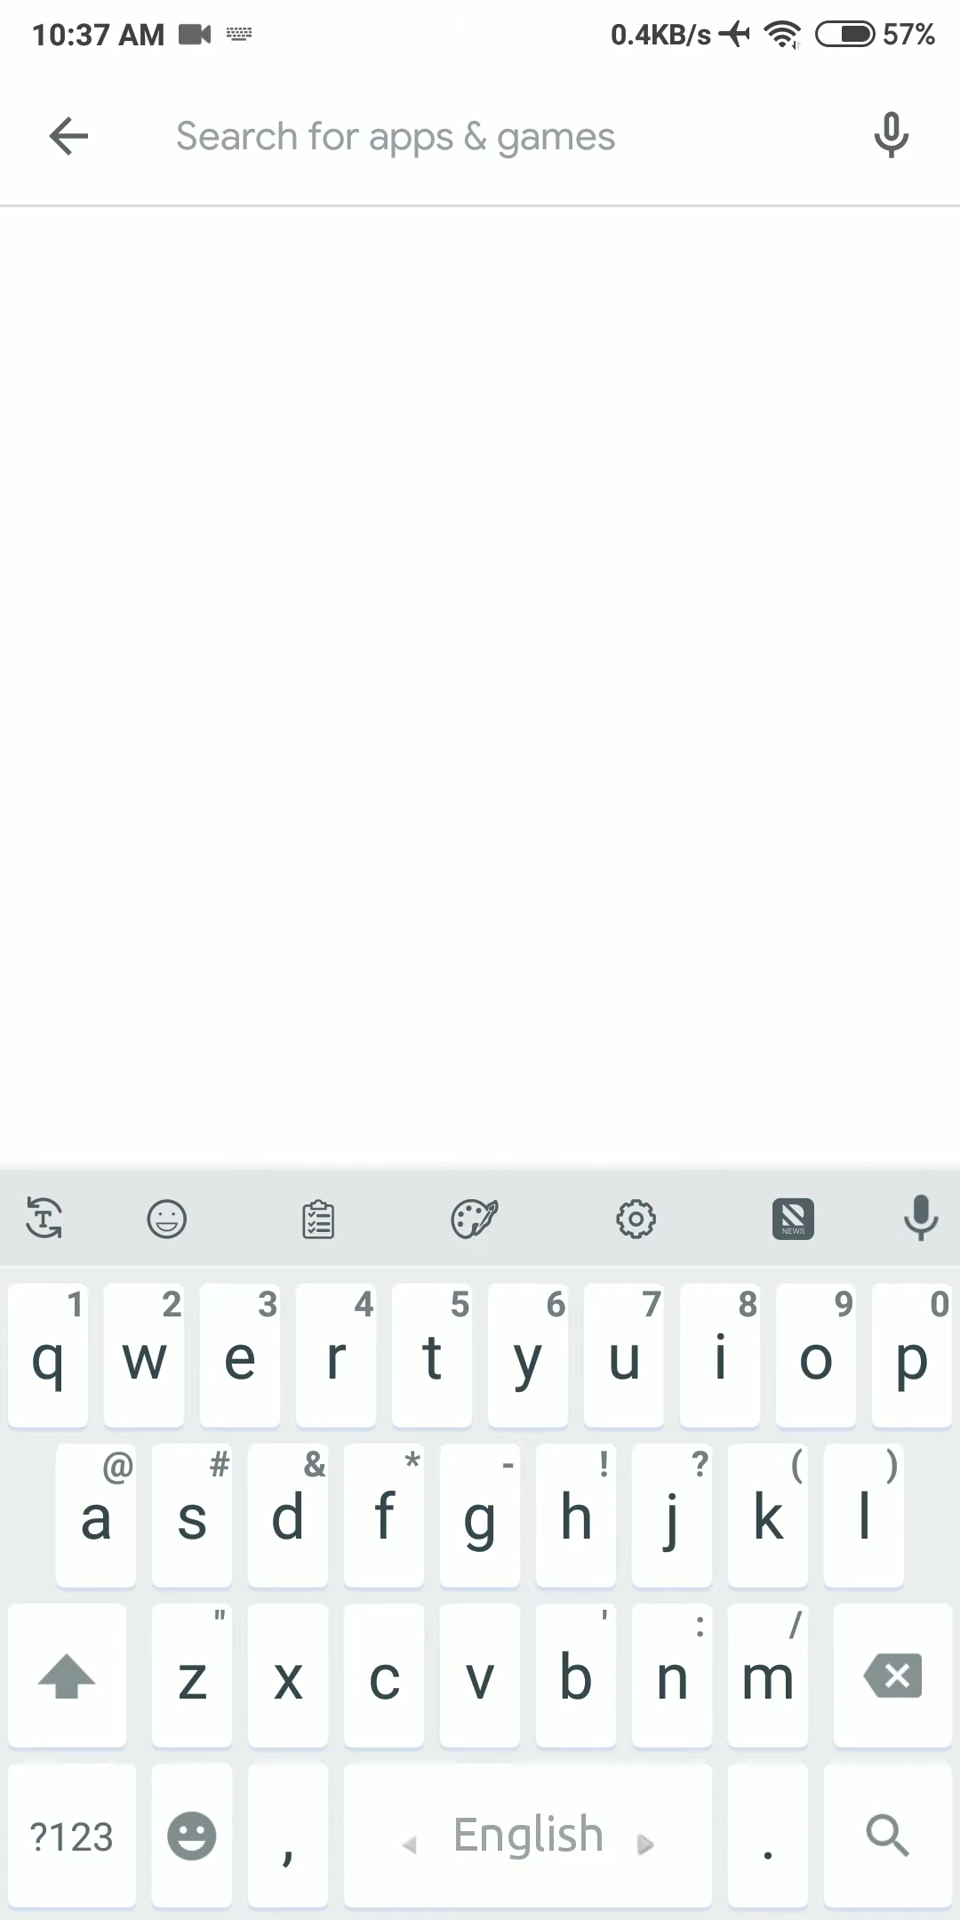 10:37 AM 0.4KB/s 57%
Search for apps & games
NEWS
1 2 3 4 5 6 7 8 9 0
q w e r t y u i o p
@ # & * - ! ? ( )
a s d f g h j k l
" ' : /
z x c v b n m
?123 , English .